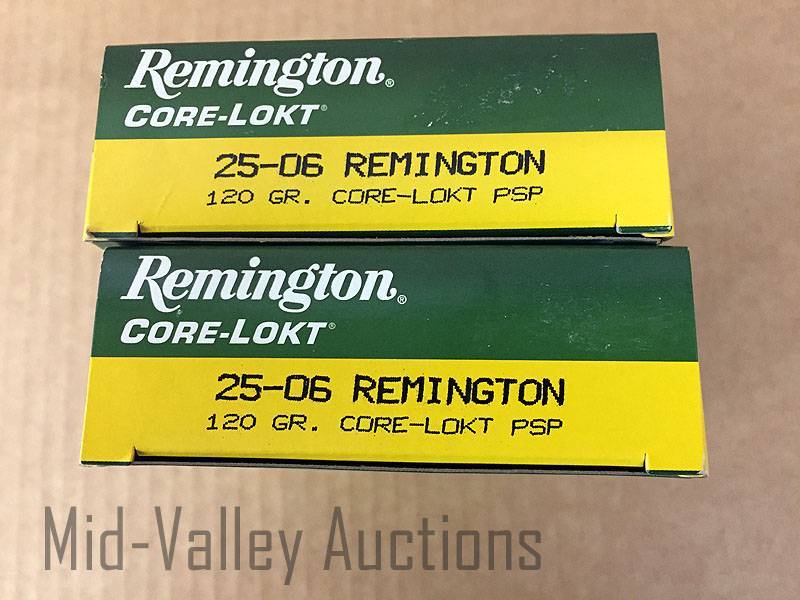 Remington®
CORE-LOKT®
25-06 REMINGTON
120 GR. CORE-LOKT PSP
Remington®
CORE-LOKT®
25-06 REMINGTON
120 GR. CORE-LOKT PSP
Mid-Valley Auctions